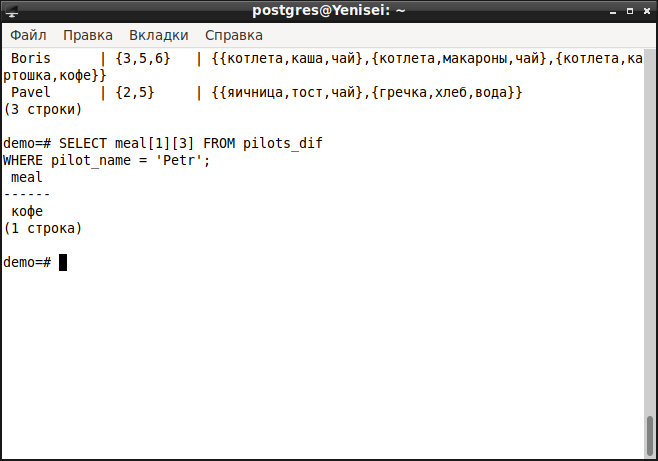 postgres@Yenisei: ~
Файл Правка Вкладки Справка
 Boris      | {3,5,6}   | {{котлета,каша,чай},{котлета,макароны,чай},{котлета,ка
ртошка,кофе}}
 Pavel      | {2,5}     | {{яичница,тост,чай},{гречка,хлеб,вода}}
(3 строки)
demo=# SELECT meal[1][3] FROM pilots_dif
WHERE pilot_name = 'Petr';
 meal
------
 кофе
(1 строка)
demo=#